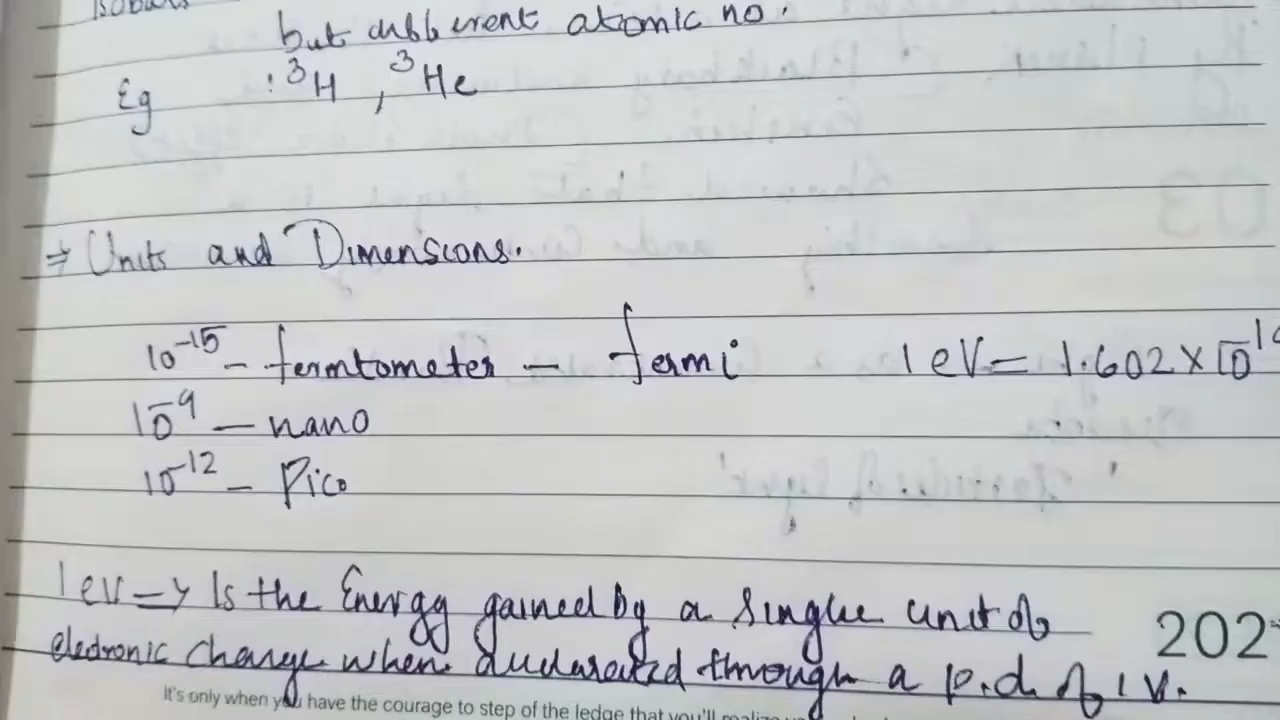 Isobars
but different atomic no.
Eg : ³H , ³He
⇒ Units and Dimensions.
10⁻¹⁵ - femtometer - fermi 1 eV = 1.602 × 10⁻¹⁹
10⁻⁹ - nano
10⁻¹² - Pico
1 eV => Is the Energy gained by a single unit of
electronic charge when accelerated through a p.d. of 1 V.
202
It's only when you have the courage to step of the ledge that you'll realize